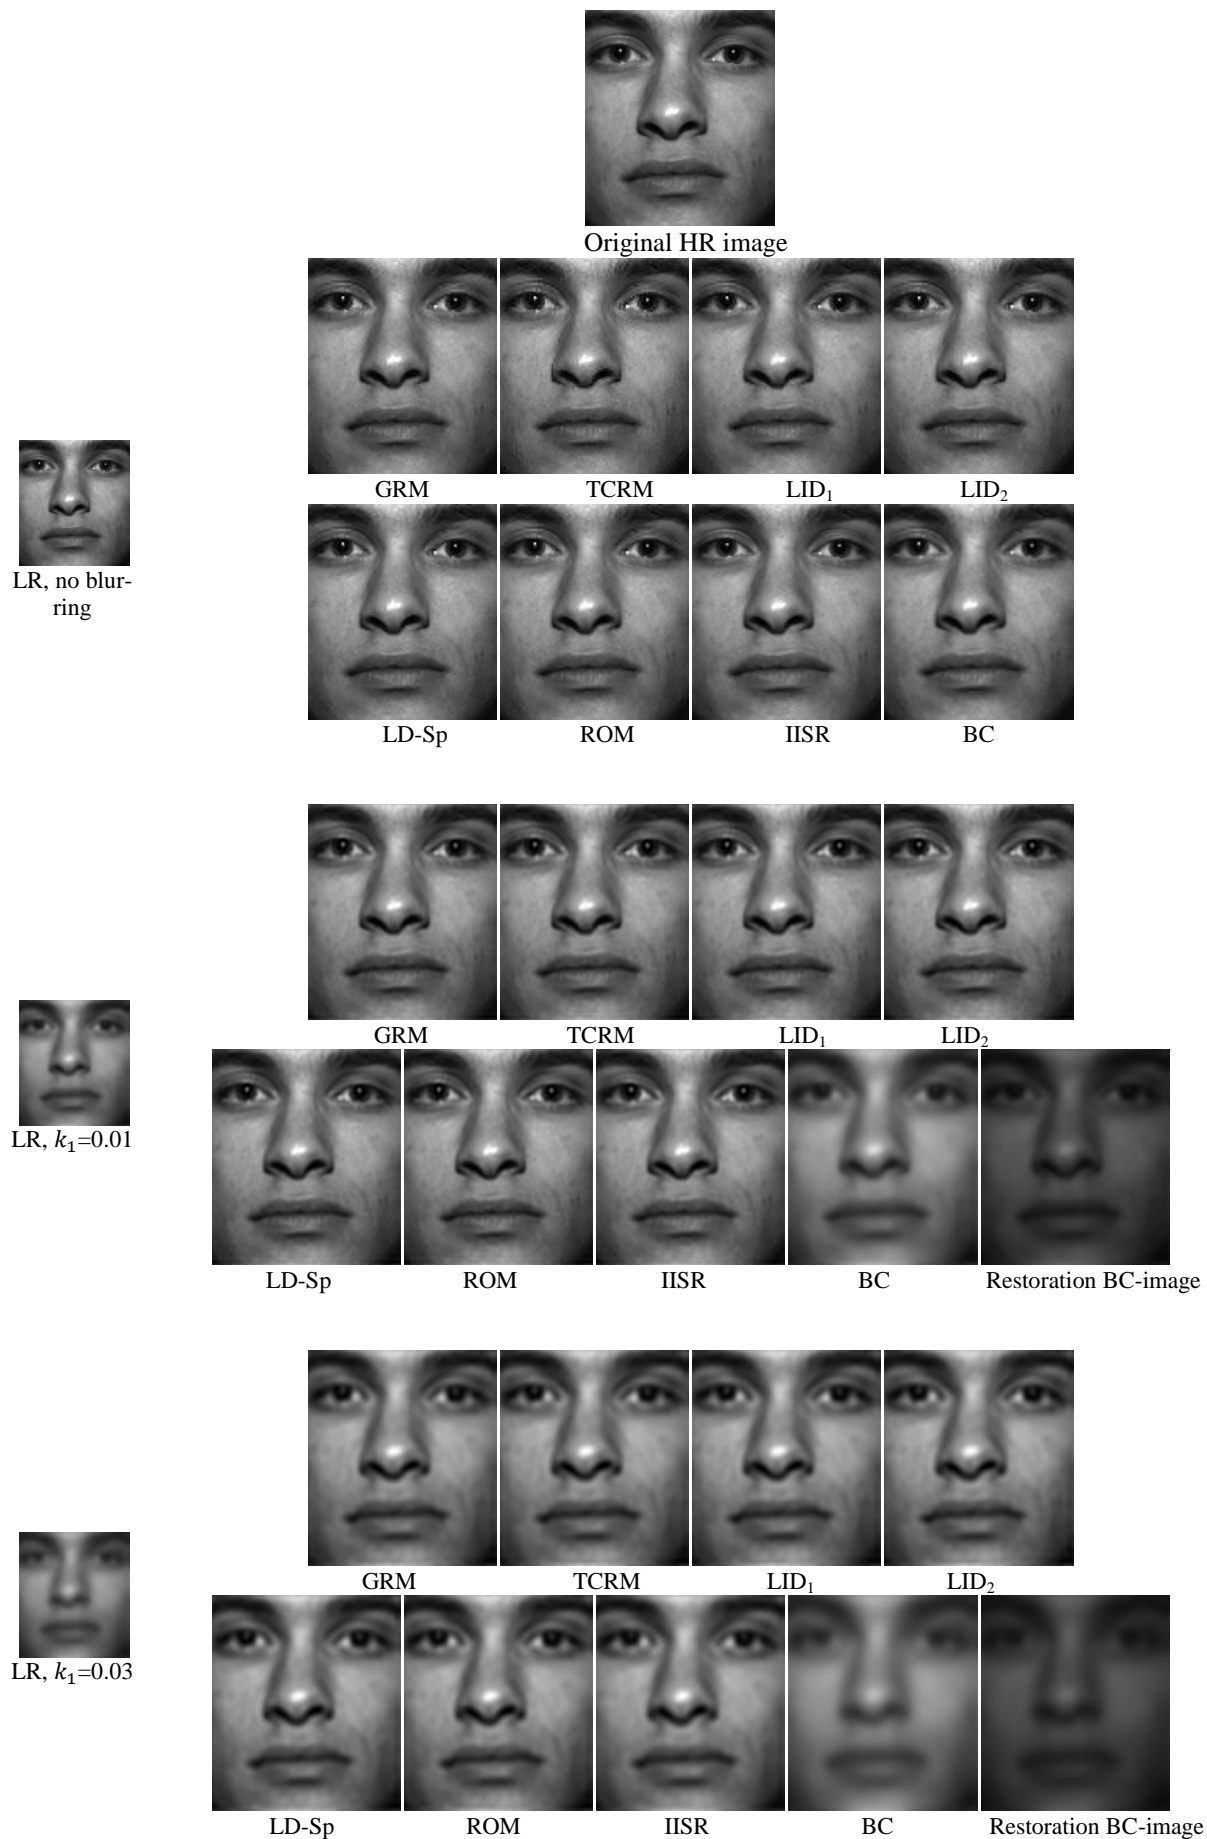 Original HR image
GRM TCRM LID₁ LID₂
LR, no blur-
ring
LD-Sp ROM IISR BC
GRM TCRM LID₁ LID₂
LR, k₁=0.01
LD-Sp ROM IISR BC Restoration BC-image
GRM TCRM LID₁ LID₂
LR, k₁=0.03
LD-Sp ROM IISR BC Restoration BC-image